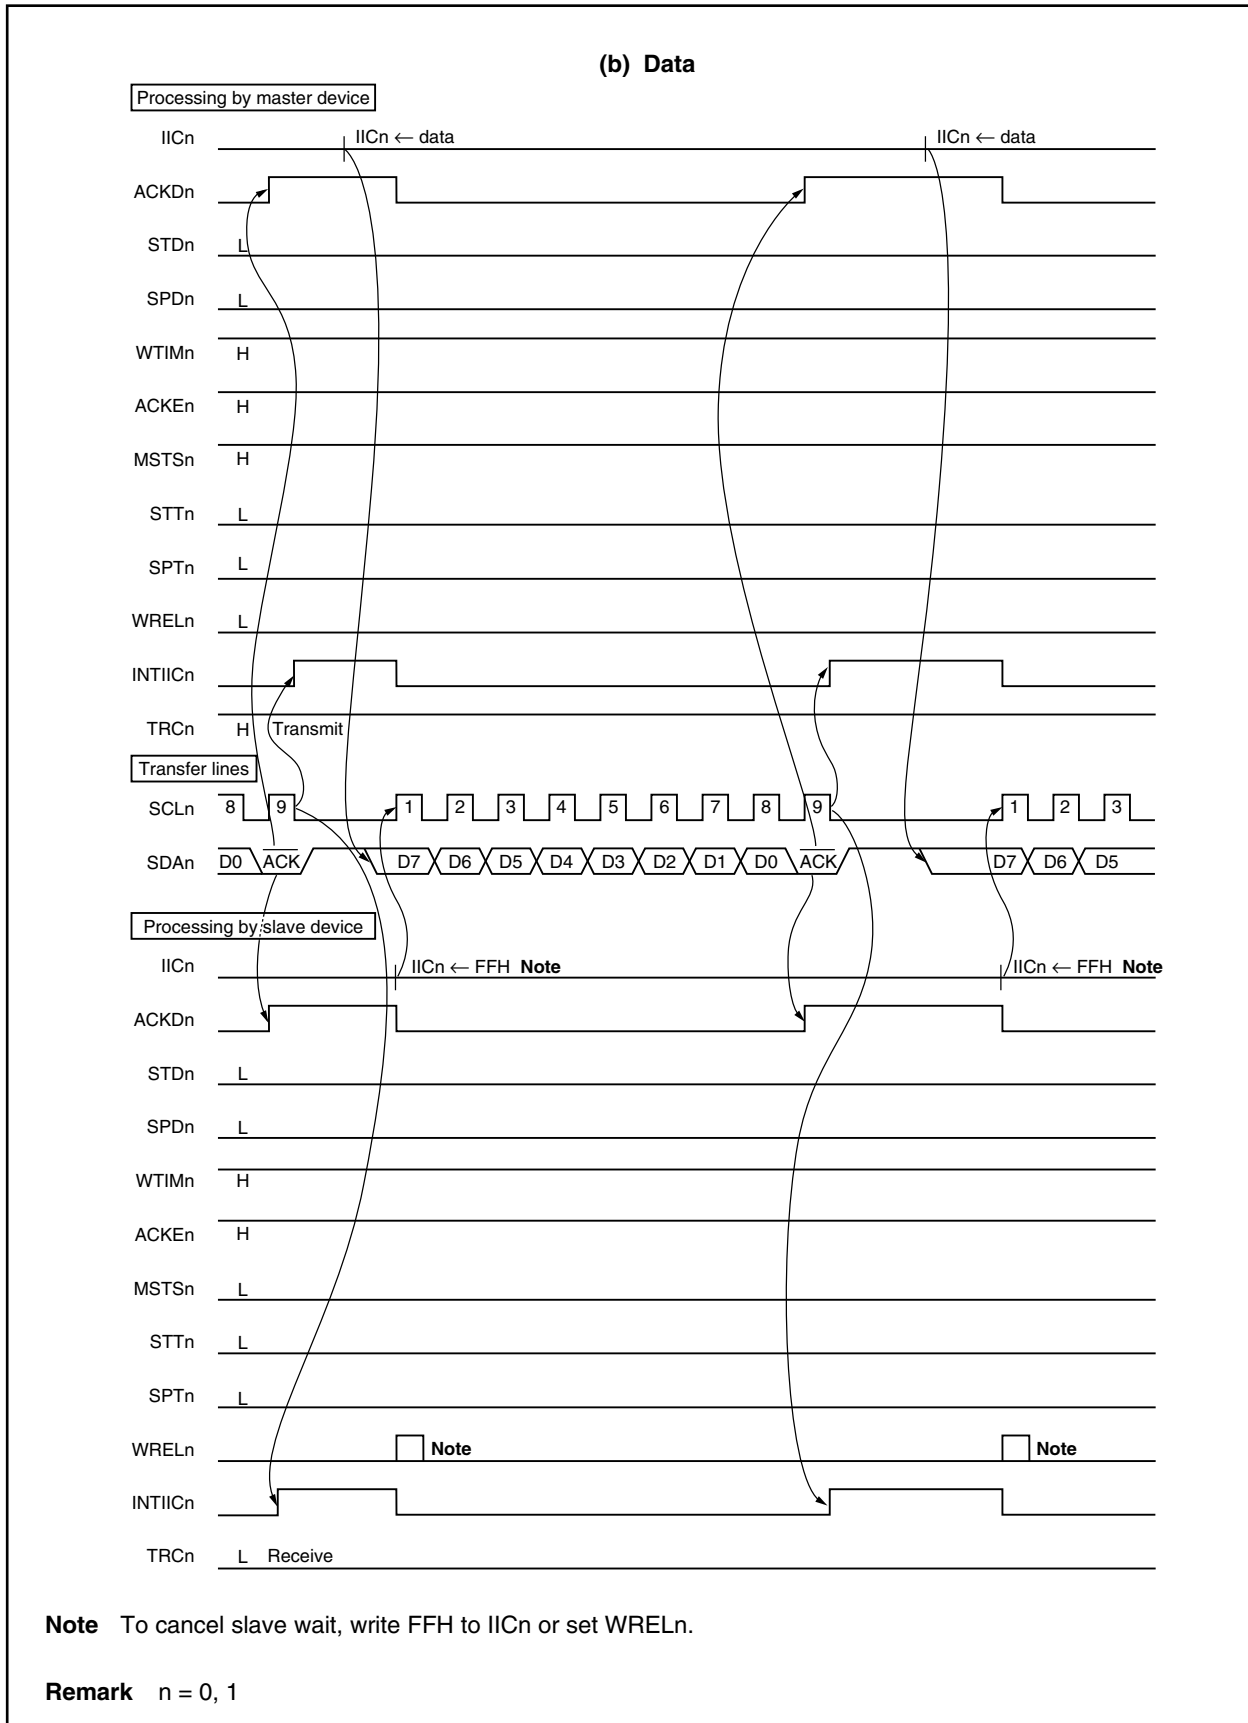 (b) Data
Processing by master device
IICn IICn ← data IICn ← data
ACKDn
STDn L
SPDn L
WTIMn H
ACKEn H
MSTSn H
STTn L
SPTn L
WRELn L
INTIICn
TRCn H Transmit
Transfer lines
SCLn 8 9 1 2 3 4 5 6 7 8 9 1 2 3
SDAn D0 A̅C̅K̅ D7 D6 D5 D4 D3 D2 D1 D0 A̅C̅K̅ D7 D6 D5
Processing by slave device
IICn IICn ← FFH Note IICn ← FFH Note
ACKDn
STDn L
SPDn L
WTIMn H
ACKEn H
MSTSn L
STTn L
SPTn L
WRELn Note Note
INTIICn
TRCn L Receive
Note To cancel slave wait, write FFH to IICn or set WRELn.
Remark n = 0, 1